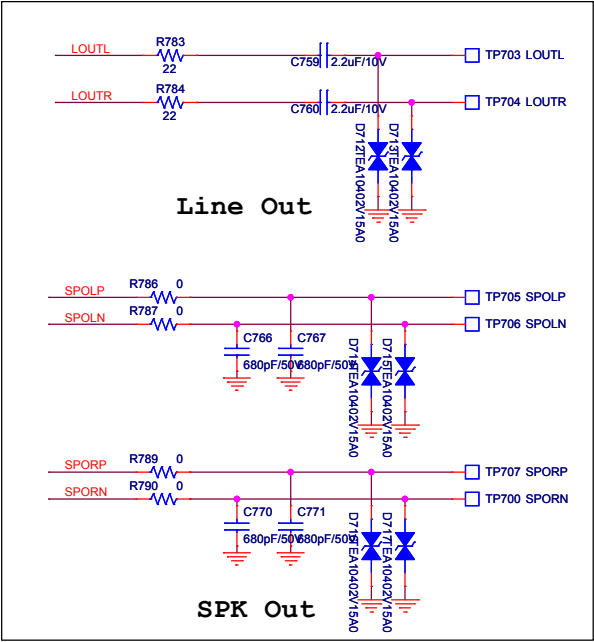 R783
LOUTL
22
C759 2.2uF/10V
TP703 LOUTL
R784
LOUTR
22
C760 2.2uF/10V
TP704 LOUTR
D712TEA10402V15A0
D713TEA10402V15A0
Line Out
R786 0
SPOLP
TP705 SPOLP
R787 0
SPOLN
TP706 SPOLN
C766
680pF/50V
C767
680pF/50V
TEA10402V15A0
D715TEA10402V15A0
R789 0
SPORP
TP707 SPORP
R790 0
SPORN
TP700 SPORN
C770
680pF/50V
C771
680pF/50V
D716TEA10402V15A0
D717TEA10402V15A0
SPK Out